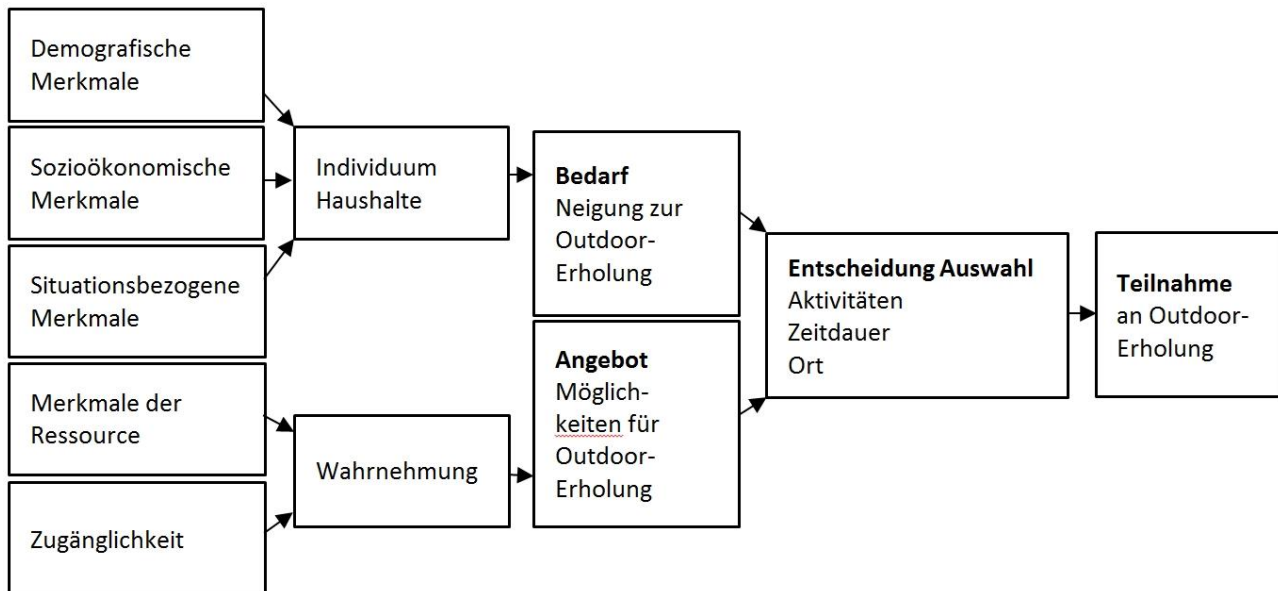 Demografische
Merkmale
Sozioökonomische
Merkmale
Situationsbezogene
Merkmale
Merkmale der
Ressource
Zugänglichkeit
Individuum
Haushalte
Wahrnehmung
Bedarf
Neigung zur
Outdoor-
Erholung
Angebot
Möglich-
keiten für
Outdoor-
Erholung
Entscheidung Auswahl
Aktivitäten
Zeitdauer
Ort
Teilnahme
an Outdoor-
Erholung